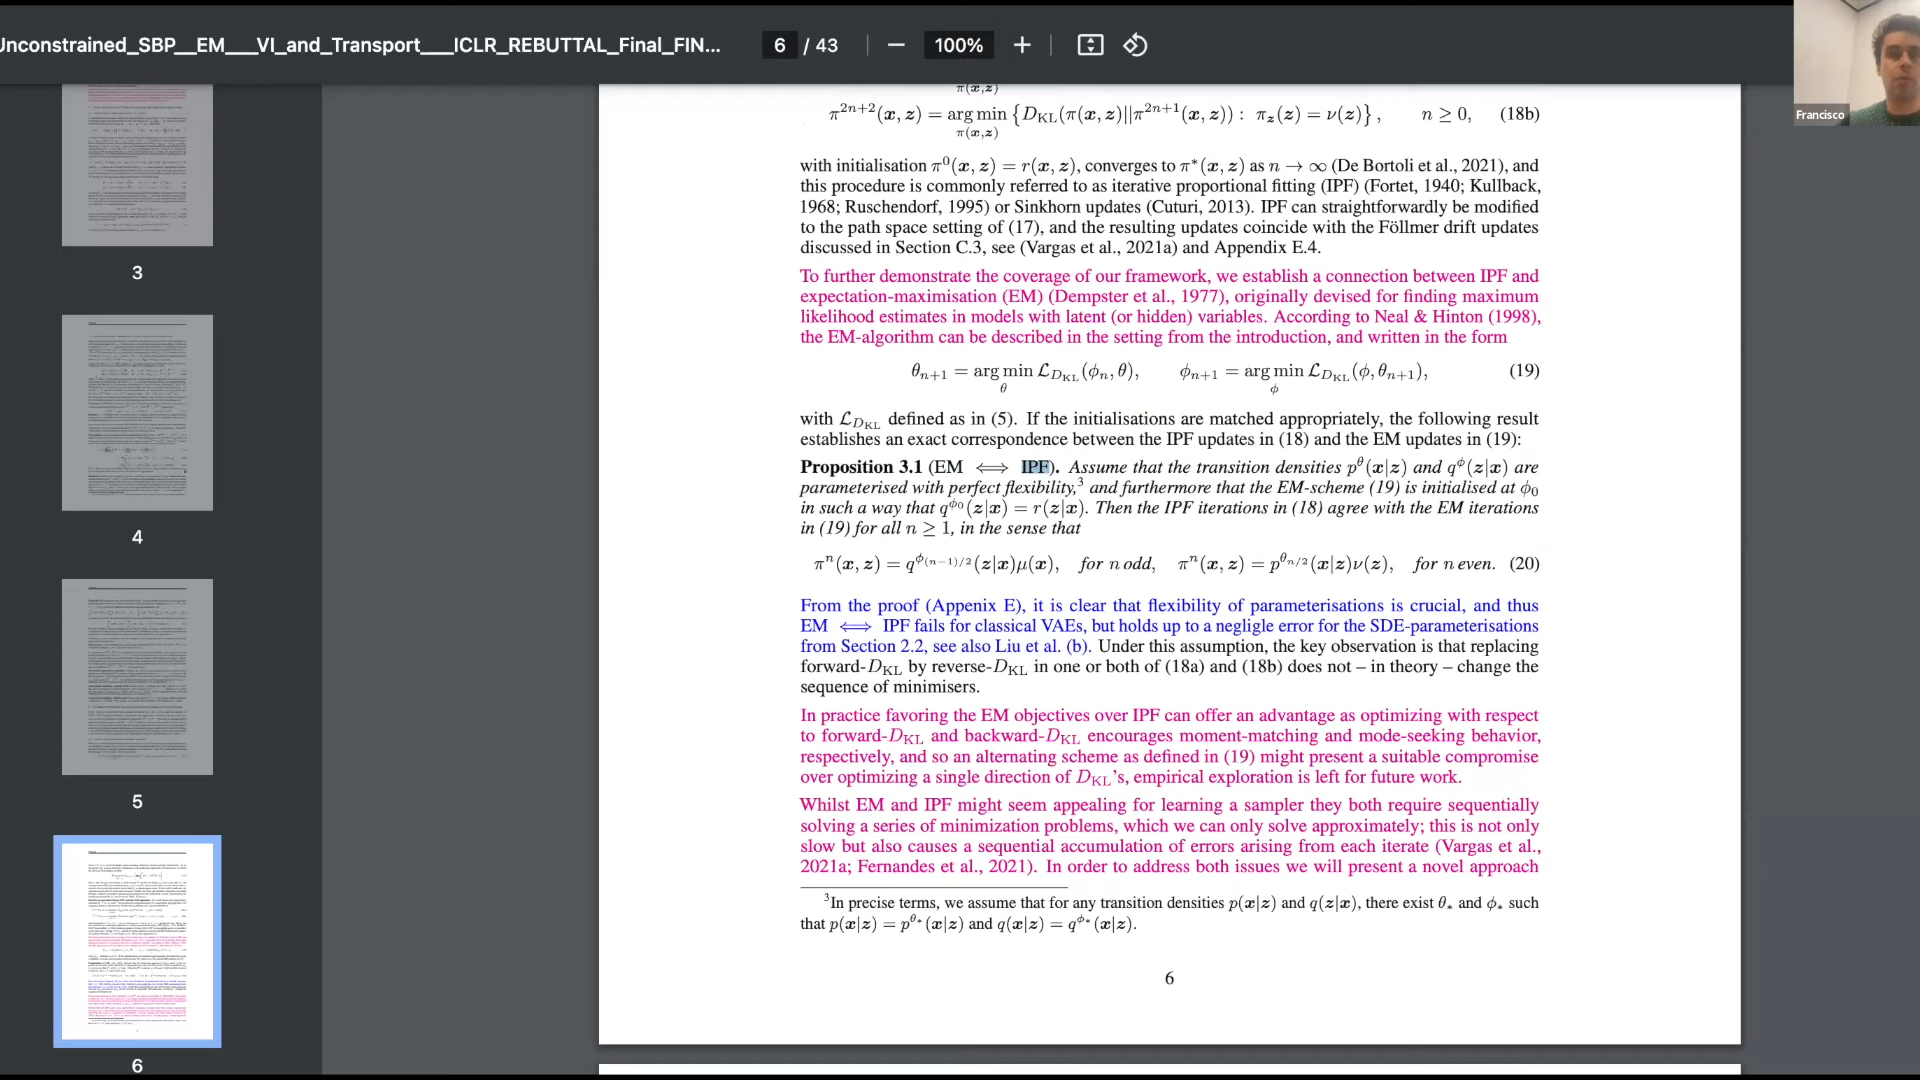 Unconstrained_SBP__EM___VI_and_Transport___ICLR_REBUTTAL_Final_FIN...
6 / 43
100%
3
4
5
6
π(x,z)
π²ⁿ⁺²(x, z) = arg min {D_KL(π(x, z)||π²ⁿ⁺¹(x, z)) : π_z(z) = ν(z)}, n ≥ 0, (18b)
π(x,z)
with initialisation π⁰(x, z) = r(x, z), converges to π*(x, z) as n → ∞ (De Bortoli et al., 2021), and
this procedure is commonly referred to as iterative proportional fitting (IPF) (Fortet, 1940; Kullback,
1968; Ruschendorf, 1995) or Sinkhorn updates (Cuturi, 2013). IPF can straightforwardly be modified
to the path space setting of (17), and the resulting updates coincide with the Föllmer drift updates
discussed in Section C.3, see (Vargas et al., 2021a) and Appendix E.4.
To further demonstrate the coverage of our framework, we establish a connection between IPF and
expectation-maximisation (EM) (Dempster et al., 1977), originally devised for finding maximum
likelihood estimates in models with latent (or hidden) variables. According to Neal & Hinton (1998),
the EM-algorithm can be described in the setting from the introduction, and written in the form
θ_{n+1} = arg min L_{D_KL}(ϕ_n, θ), ϕ_{n+1} = arg min L_{D_KL}(ϕ, θ_{n+1}), (19)
θ ϕ
with L_{D_KL} defined as in (5). If the initialisations are matched appropriately, the following result
establishes an exact correspondence between the IPF updates in (18) and the EM updates in (19):
Proposition 3.1 (EM ⟺ IPF). Assume that the transition densities p^θ(x|z) and q^ϕ(z|x) are
parameterised with perfect flexibility,³ and furthermore that the EM-scheme (19) is initialised at ϕ₀
in such a way that q^{ϕ₀}(z|x) = r(z|x). Then the IPF iterations in (18) agree with the EM iterations
in (19) for all n ≥ 1, in the sense that
πⁿ(x, z) = q^{ϕ_{(n−1)/2}}(z|x)μ(x), for n odd, πⁿ(x, z) = p^{θ_{n/2}}(x|z)ν(z), for n even. (20)
From the proof (Appenix E), it is clear that flexibility of parameterisations is crucial, and thus
EM ⟺ IPF fails for classical VAEs, but holds up to a negligle error for the SDE-parameterisations
from Section 2.2, see also Liu et al. (b). Under this assumption, the key observation is that replacing
forward-D_KL by reverse-D_KL in one or both of (18a) and (18b) does not – in theory – change the
sequence of minimisers.
In practice favoring the EM objectives over IPF can offer an advantage as optimizing with respect
to forward-D_KL and backward-D_KL encourages moment-matching and mode-seeking behavior,
respectively, and so an alternating scheme as defined in (19) might present a suitable compromise
over optimizing a single direction of D_KL's, empirical exploration is left for future work.
Whilst EM and IPF might seem appealing for learning a sampler they both require sequentially
solving a series of minimization problems, which we can only solve approximately; this is not only
slow but also causes a sequential accumulation of errors arising from each iterate (Vargas et al.,
2021a; Fernandes et al., 2021). In order to address both issues we will present a novel approach
³In precise terms, we assume that for any transition densities p(x|z) and q(z|x), there exist θ⁎ and ϕ⁎ such
that p(x|z) = p^{θ⁎}(x|z) and q(x|z) = q^{ϕ⁎}(x|z).
6
Francisco